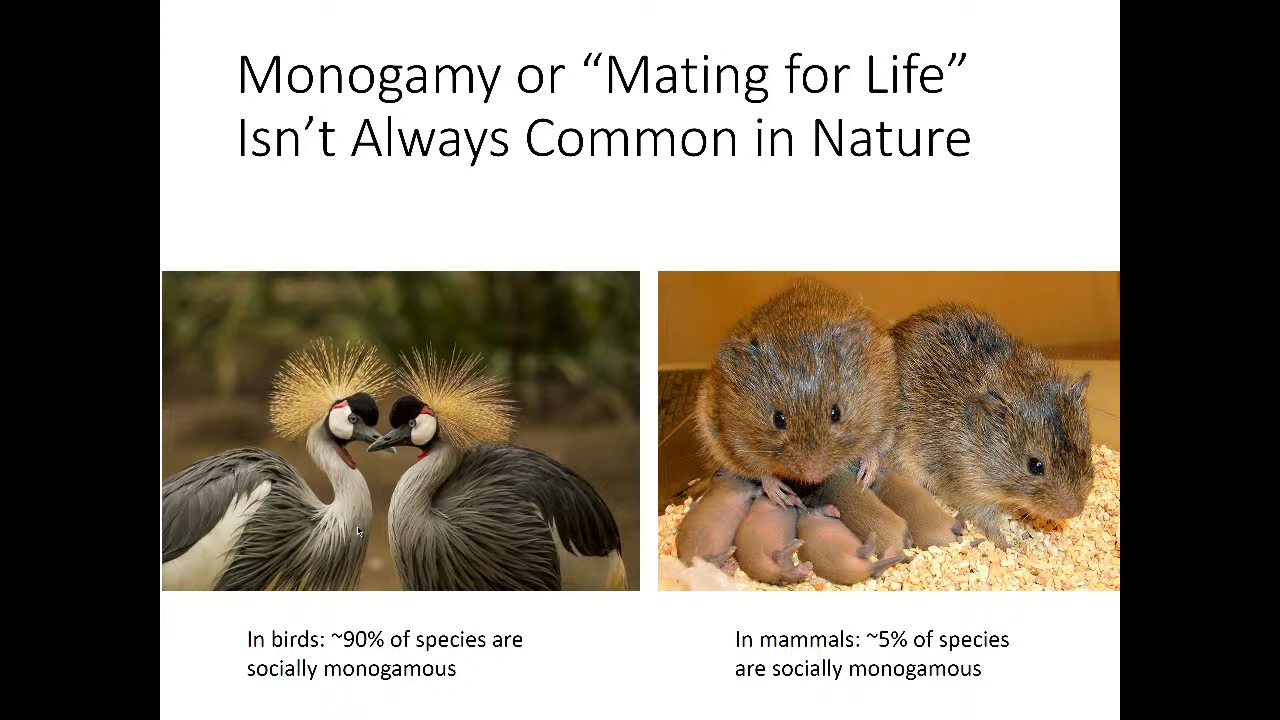 Monogamy or “Mating for Life”
Isn’t Always Common in Nature
In birds: ~90% of species are
socially monogamous
In mammals: ~5% of species
are socially monogamous